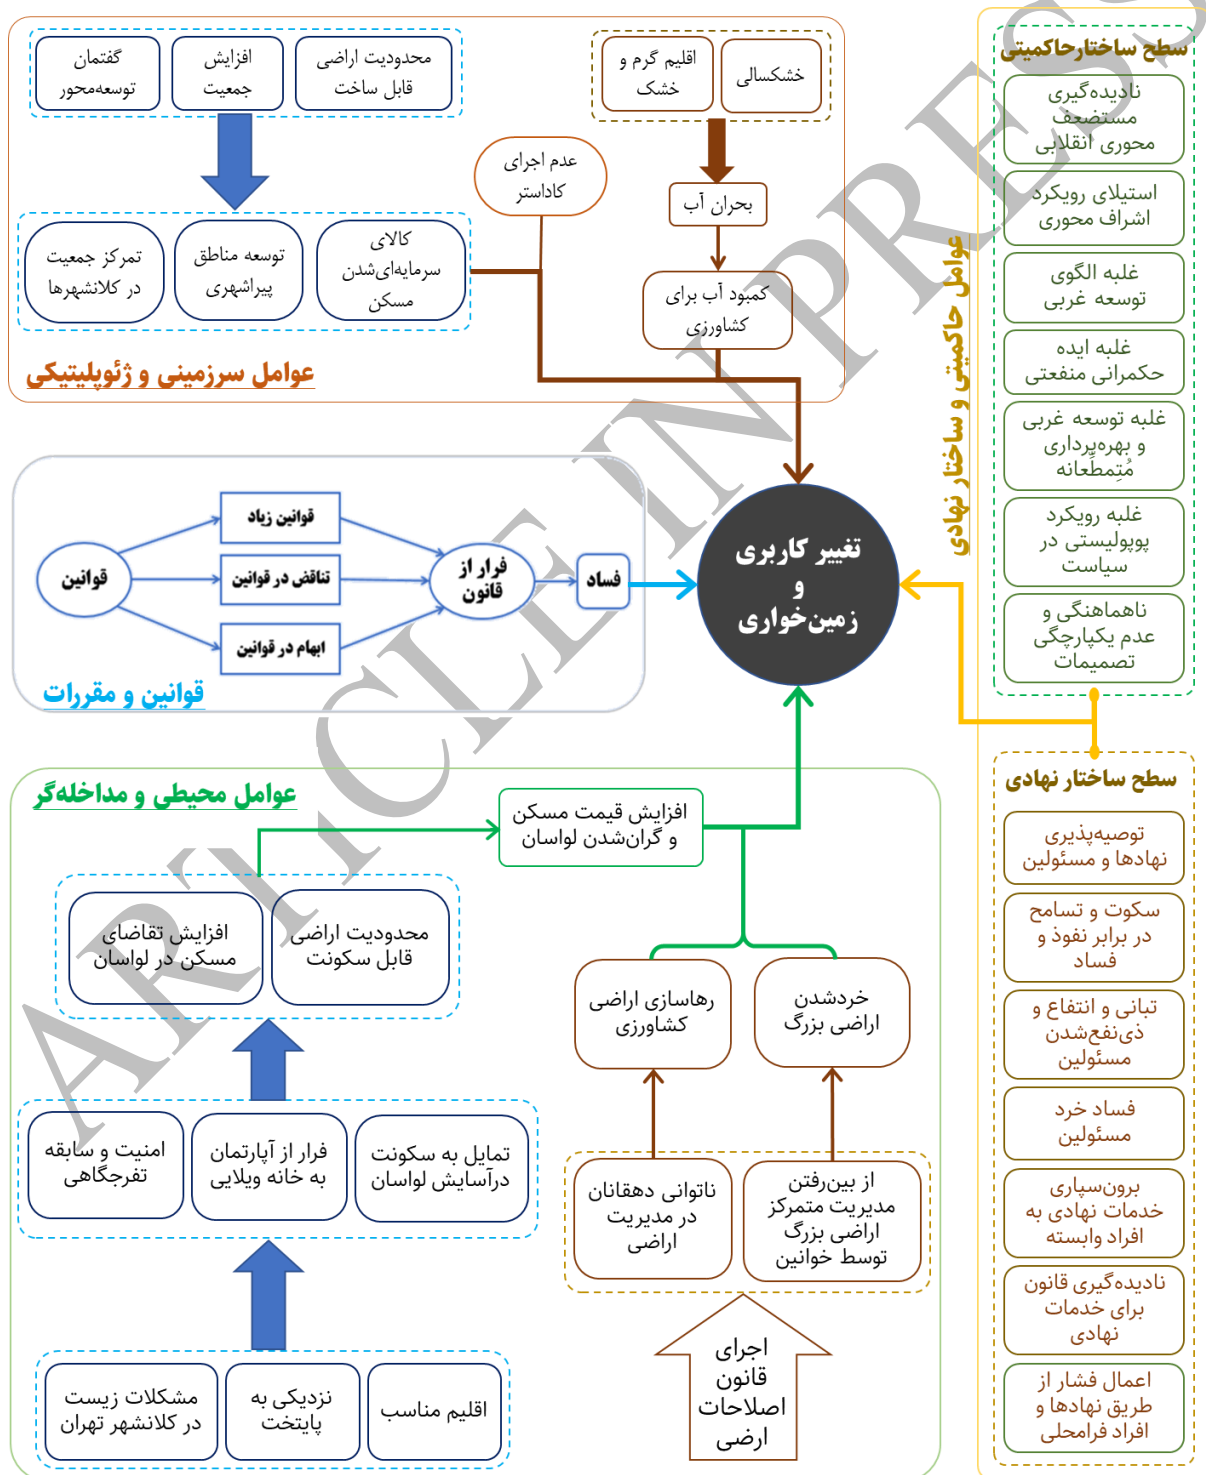 سطح ساختارحاکمیتی
نادیده‌گیری
مستضعف
محوری انقلابی
استیلای رویکرد
اشراف محوری
غلبه الگوی
توسعه غربی
غلبه ایده
حکمرانی منفعتی
غلبه توسعه غربی
و بهره‌برداری
مُتِمطِّعانه
غلبه رویکرد
پوپولیستی در
سیاست
ناهماهنگی و
عدم یکپارچگی
تصمیمات
سطح ساختار نهادی
توصیه‌پذیری
نهادها و مسئولین
سکوت و تسامح
در برابر نفوذ و
فساد
تبانی و انتفاع و
ذی‌نفع‌شدن
مسئولین
فساد خرد
مسئولین
برون‌سپاری
خدمات نهادی به
افراد وابسته
نادیده‌گیری قانون
برای خدمات
نهادی
اعمال فشار از
طریق نهادها و
افراد فرامحلی
عوامل حاکمیتی و ساختار نهادی
خشکسالی
اقلیم گرم و
خشک
بحران آب
کمبود آب برای
کشاورزی
عدم اجرای
کاداستر
محدودیت اراضی
قابل ساخت
افزایش
جمعیت
گفتمان
توسعه‌محور
کالای
سرمایه‌ای‌شدن
مسکن
توسعه مناطق
پیراشهری
تمرکز جمعیت
در کلانشهرها
عوامل سرزمینی و ژئوپلیتیکی
تغییر کاربری
و
زمین‌خواری
قوانین
قوانین زیاد
تناقض در قوانین
ابهام در قوانین
فرار از
قانون
فساد
قوانین و مقررات
عوامل محیطی و مداخله‌گر
افزایش قیمت مسکن
و گران‌شدن لواسان
محدودیت اراضی
قابل سکونت
افزایش تقاضای
مسکن در لواسان
تمایل به سکونت
درآسایش لواسان
فرار از آپارتمان
به خانه ویلایی
امنیت و سابقه
تفرجگاهی
اقلیم مناسب
نزدیکی به
پایتخت
مشکلات زیست
در کلانشهر تهران
خردشدن
اراضی بزرگ
رهاسازی اراضی
کشاورزی
از بین‌رفتن
مدیریت متمرکز
اراضی بزرگ
توسط خوانین
ناتوانی دهقانان
در مدیریت
اراضی
اجرای
قانون
اصلاحات
ارضی
ARTICLE IN PRESS